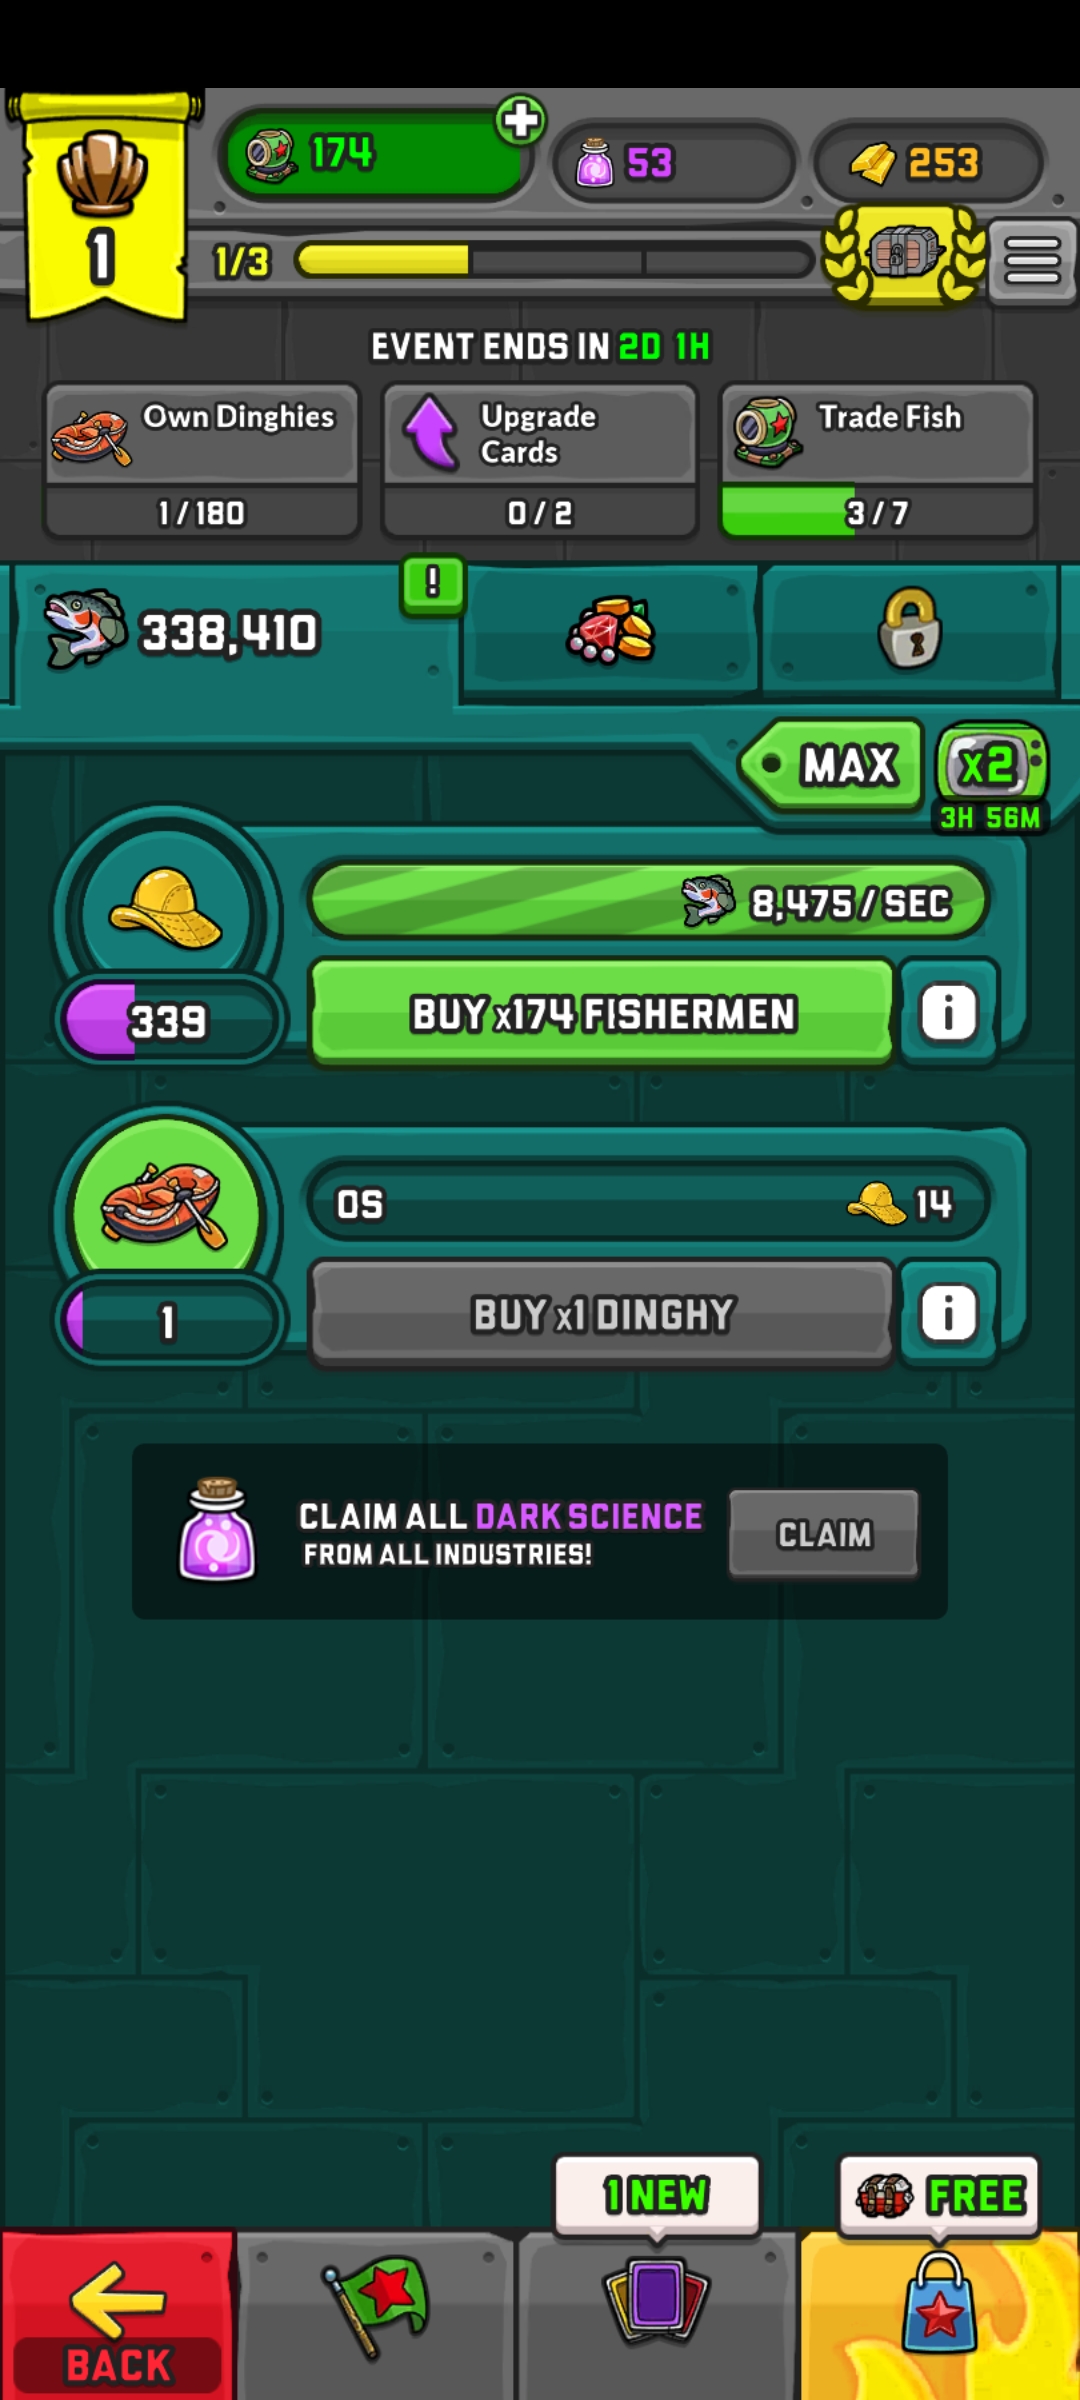 174
53
253
1
1/3
EVENT ENDS IN 2D 1H
Own Dinghies
1/180
Upgrade
Cards
0/2
Trade Fish
3/7
338,410
!
MAX
x2
3H 56M
8,475/SEC
339
BUY x174 FISHERMEN
i
0S
14
1
BUY x1 DINGHY
i
CLAIM ALL DARK SCIENCE
FROM ALL INDUSTRIES!
CLAIM
1 NEW
FREE
BACK